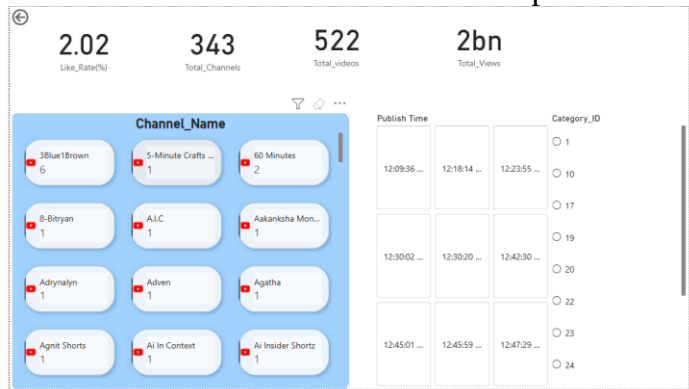 2.02
Like_Rate(%)
343
Total_Channels
522
Total_videos
2bn
Total_Views
Channel_Name
3Blue1Brown
6
5-Minute Crafts ...
1
60 Minutes
2
8-Bitryan
1
A.I.C
1
Aakanksha Mon...
1
Adrynalyn
1
Adven
1
Agatha
1
Agnit Shorts
1
Ai In Context
1
Ai Insider Shortz
1
Publish Time
12:09:36 ...
12:18:14 ...
12:23:55 ...
12:30:02 ...
12:30:20 ...
12:42:30 ...
12:45:01 ...
12:45:59 ...
12:47:29 ...
Category_ID
1
10
17
19
20
22
23
24